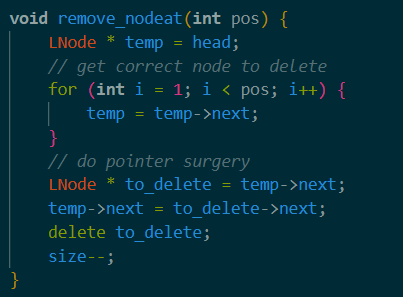 void remove_nodeat(int pos) {
    LNode * temp = head;
    // get correct node to delete
    for (int i = 1; i < pos; i++) {
        temp = temp->next;
    }
    // do pointer surgery
    LNode * to_delete = temp->next;
    temp->next = to_delete->next;
    delete to_delete;
    size--;
}